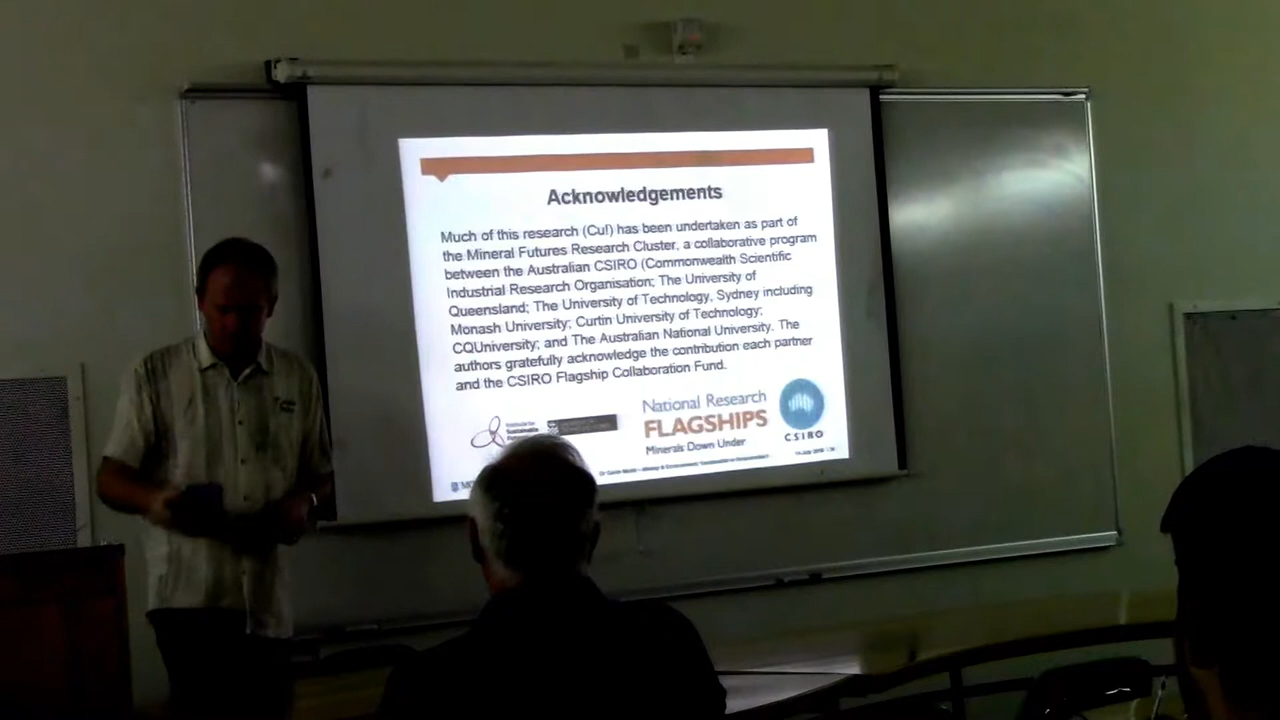 Acknowledgements
Much of this research (Cu!) has been undertaken as part of
the Mineral Futures Research Cluster, a collaborative program
between the Australian CSIRO (Commonwealth Scientific
Industrial Research Organisation; The University of
Queensland; The University of Technology, Sydney including
Monash University; Curtin University of Technology;
CQUniversity; and The Australian National University. The
authors gratefully acknowledge the contribution each partner
and the CSIRO Flagship Collaboration Fund.
Institute for
Sustainable
National Research
FLAGSHIPS
Minerals Down Under
CSIRO